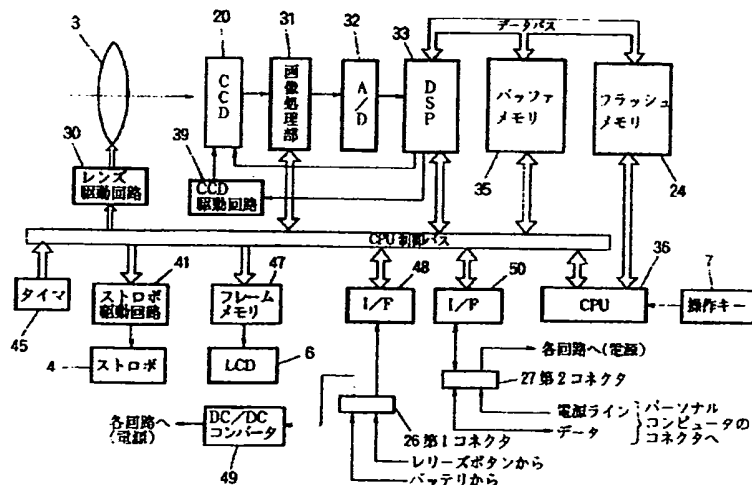 3
20
31
32
33
データバス
CCD
画像処理部
A/D
DSP
バッファ
メモリ
フラッシュ
メモリ
30
39
35
24
レンズ
駆動回路
CCD
駆動回路
CPU制御バス
41
47
48
50
36
7
タイマ
ストロボ
駆動回路
フレーム
メモリ
I/F
I/F
CPU
操作キー
45
4
ストロボ
LCD
6
各回路へ(電源)
27第2コネクタ
各回路へ
(電源)
DC/DC
コンバータ
49
26第1コネクタ
電源ライン
データ
パーソナル
コンピュータの
コネクタへ
レリーズボタンから
バッテリから